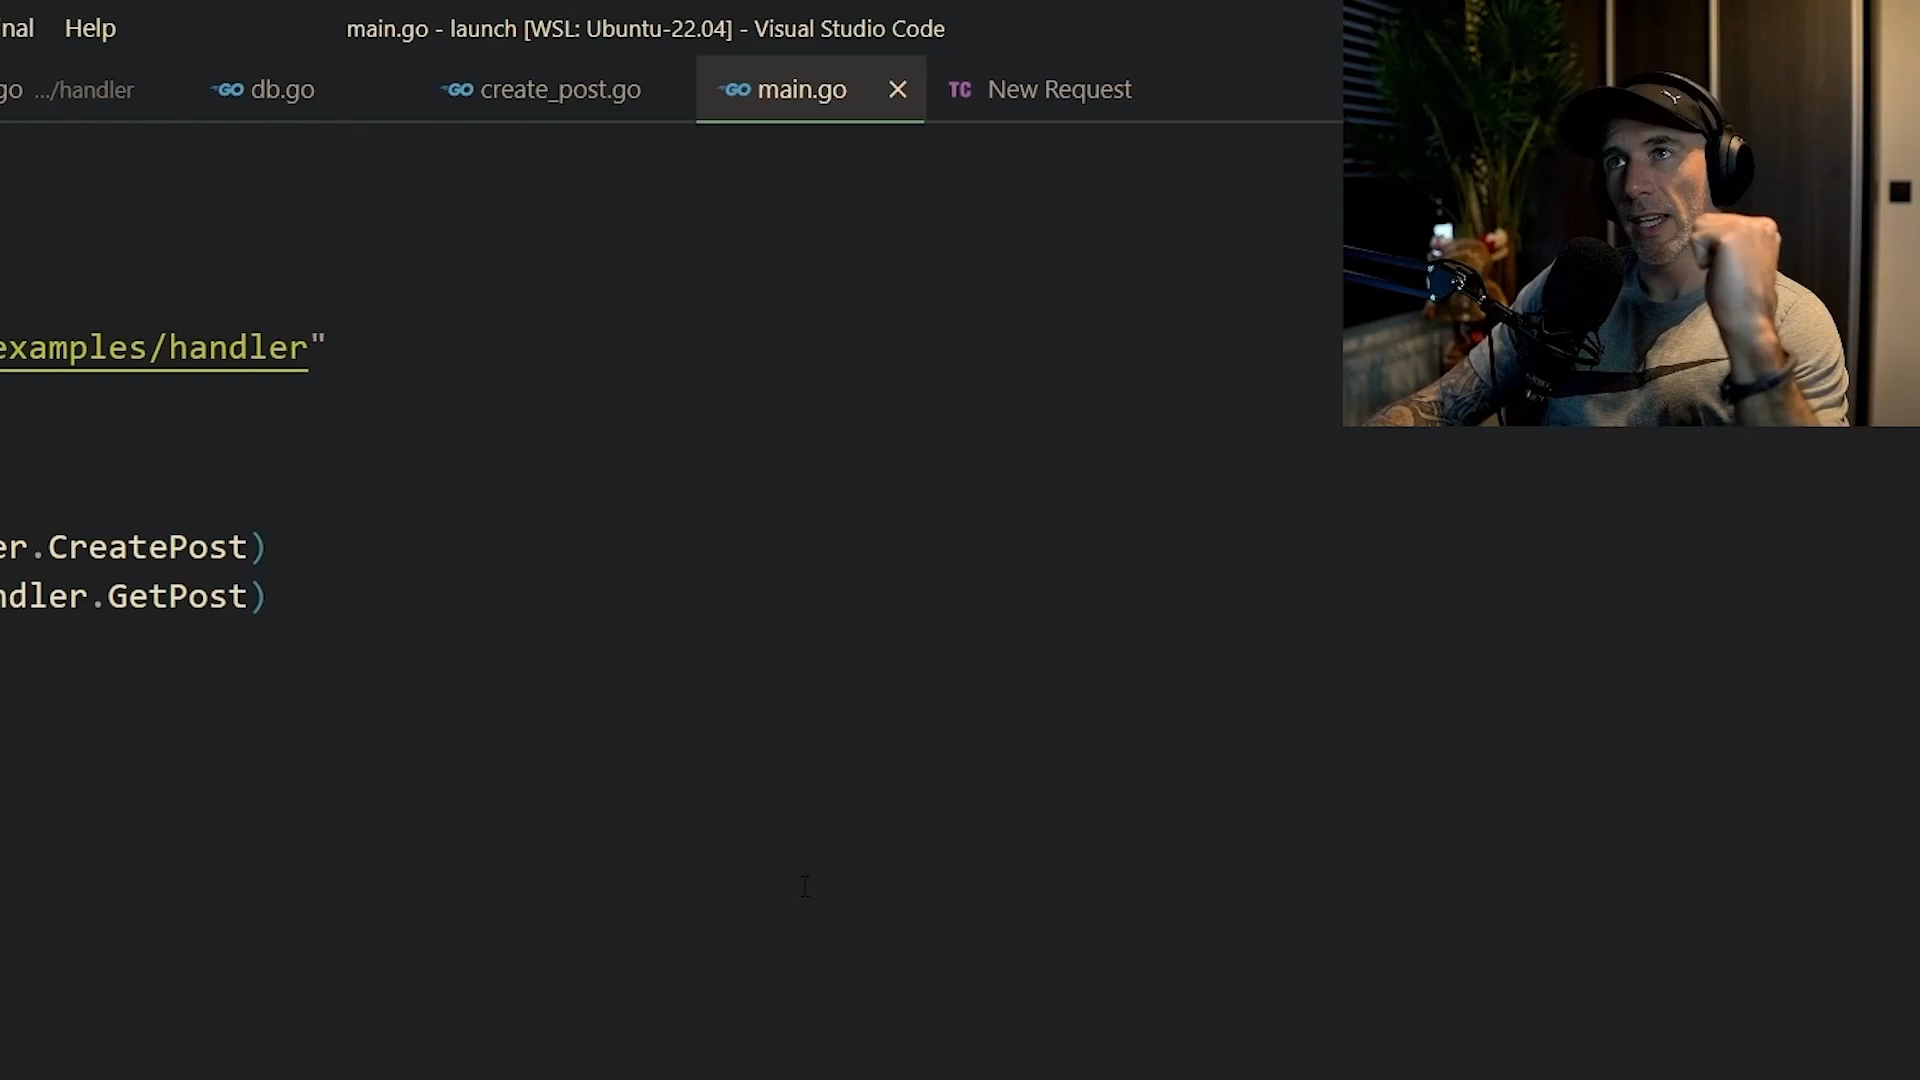 nal Help main.go - launch [WSL: Ubuntu-22.04] - Visual Studio Code
go .../handler GO db.go GO create_post.go GO main.go TC New Request
examples/handler"
er.CreatePost)
ndler.GetPost)